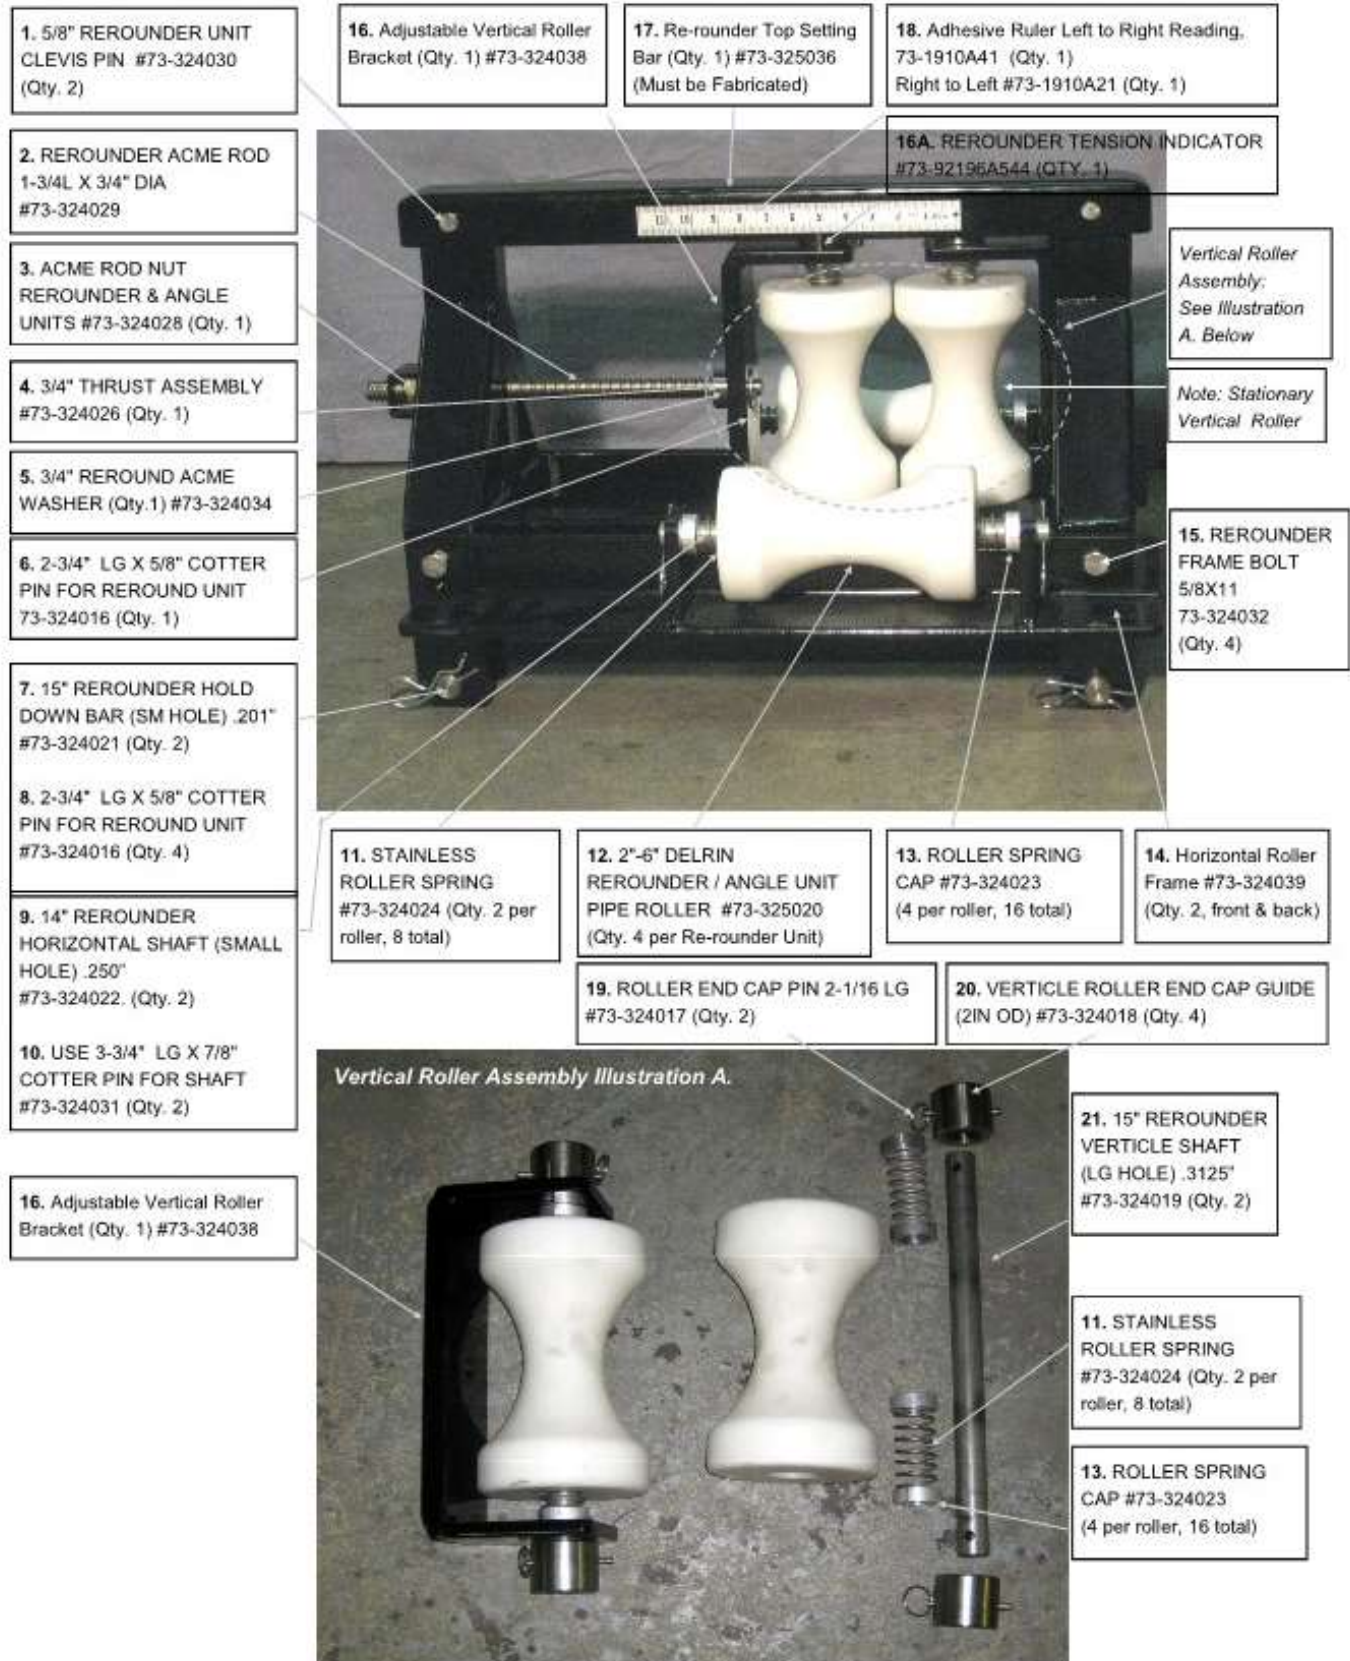 1. 5/8" REROUNDER UNIT
CLEVIS PIN #73-324030
(Qty. 2)
16. Adjustable Vertical Roller
Bracket (Qty. 1) #73-324038
17. Re-rounder Top Setting
Bar (Qty. 1) #73-325036
(Must be Fabricated)
18. Adhesive Ruler Left to Right Reading,
73-1910A41 (Qty. 1)
Right to Left #73-1910A21 (Qty. 1)
2. REROUNDER ACME ROD
1-3/4L X 3/4" DIA
#73-324029
16A. REROUNDER TENSION INDICATOR
#73-92196A544 (QTY. 1)
3. ACME ROD NUT
REROUNDER & ANGLE
UNITS #73-324028 (Qty. 1)
Vertical Roller
Assembly:
See Illustration
A. Below
4. 3/4" THRUST ASSEMBLY
#73-324026 (Qty. 1)
Note: Stationary
Vertical Roller
5. 3/4" REROUND ACME
WASHER (Qty.1) #73-324034
6. 2-3/4" LG X 5/8" COTTER
PIN FOR REROUND UNIT
73-324016 (Qty. 1)
15. REROUNDER
FRAME BOLT
5/8X11
73-324032
(Qty. 4)
7. 15" REROUNDER HOLD
DOWN BAR (SM HOLE) .201"
#73-324021 (Qty. 2)
8. 2-3/4" LG X 5/8" COTTER
PIN FOR REROUND UNIT
#73-324016 (Qty. 4)
9. 14" REROUNDER
HORIZONTAL SHAFT (SMALL
HOLE) .250"
#73-324022. (Qty. 2)
10. USE 3-3/4" LG X 7/8"
COTTER PIN FOR SHAFT
#73-324031 (Qty. 2)
11. STAINLESS
ROLLER SPRING
#73-324024 (Qty. 2 per
roller, 8 total)
12. 2"-6" DELRIN
REROUNDER / ANGLE UNIT
PIPE ROLLER #73-325020
(Qty. 4 per Re-rounder Unit)
13. ROLLER SPRING
CAP #73-324023
(4 per roller, 16 total)
14. Horizontal Roller
Frame #73-324039
(Qty. 2, front & back)
19. ROLLER END CAP PIN 2-1/16 LG
#73-324017 (Qty. 2)
20. VERTICLE ROLLER END CAP GUIDE
(2IN OD) #73-324018 (Qty. 4)
Vertical Roller Assembly Illustration A.
21. 15" REROUNDER
VERTICLE SHAFT
(LG HOLE) .3125"
#73-324019 (Qty. 2)
16. Adjustable Vertical Roller
Bracket (Qty. 1) #73-324038
11. STAINLESS
ROLLER SPRING
#73-324024 (Qty. 2 per
roller, 8 total)
13. ROLLER SPRING
CAP #73-324023
(4 per roller, 16 total)